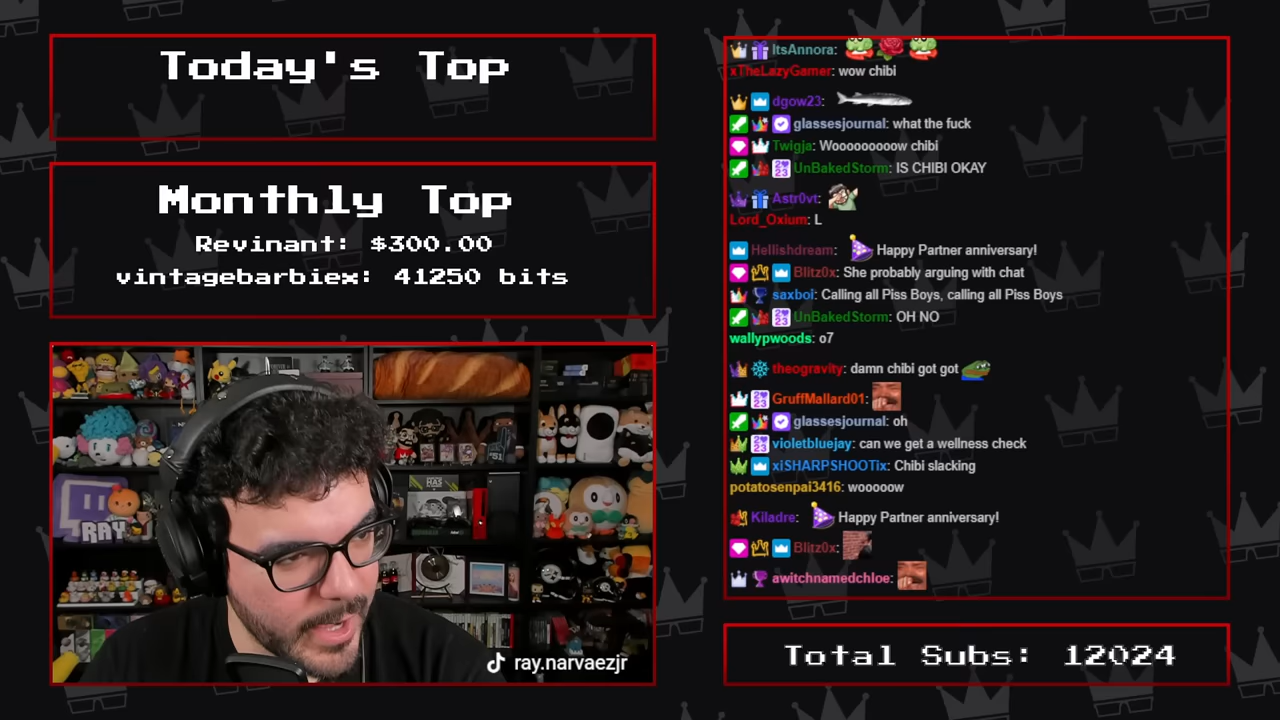 Today's Top
Monthly Top
Revinant: $300.00
vintagebarbiex: 41250 bits
RAY
ray.narvaezjr
ItsAnnora:
xTheLazyGamer: wow chibi
dgow23:
glassesjournal: what the fuck
Twigja: Wooooooooow chibi
UnBakedStorm: IS CHIBI OKAY
Astr0vt:
Lord_Oxium: L
Hellishdream: Happy Partner anniversary!
Blitz0x: She probably arguing with chat
saxboi: Calling all Piss Boys, calling all Piss Boys
UnBakedStorm: OH NO
wallypwoods: o7
theogravity: damn chibi got got
GruffMallard01:
glassesjournal: oh
violetbluejay: can we get a wellness check
xiSHARPSHOOTix: Chibi slacking
potatosenpai3416: wooooow
Kiladre: Happy Partner anniversary!
Blitz0x:
awitchnamedchloe:
Total Subs: 12024